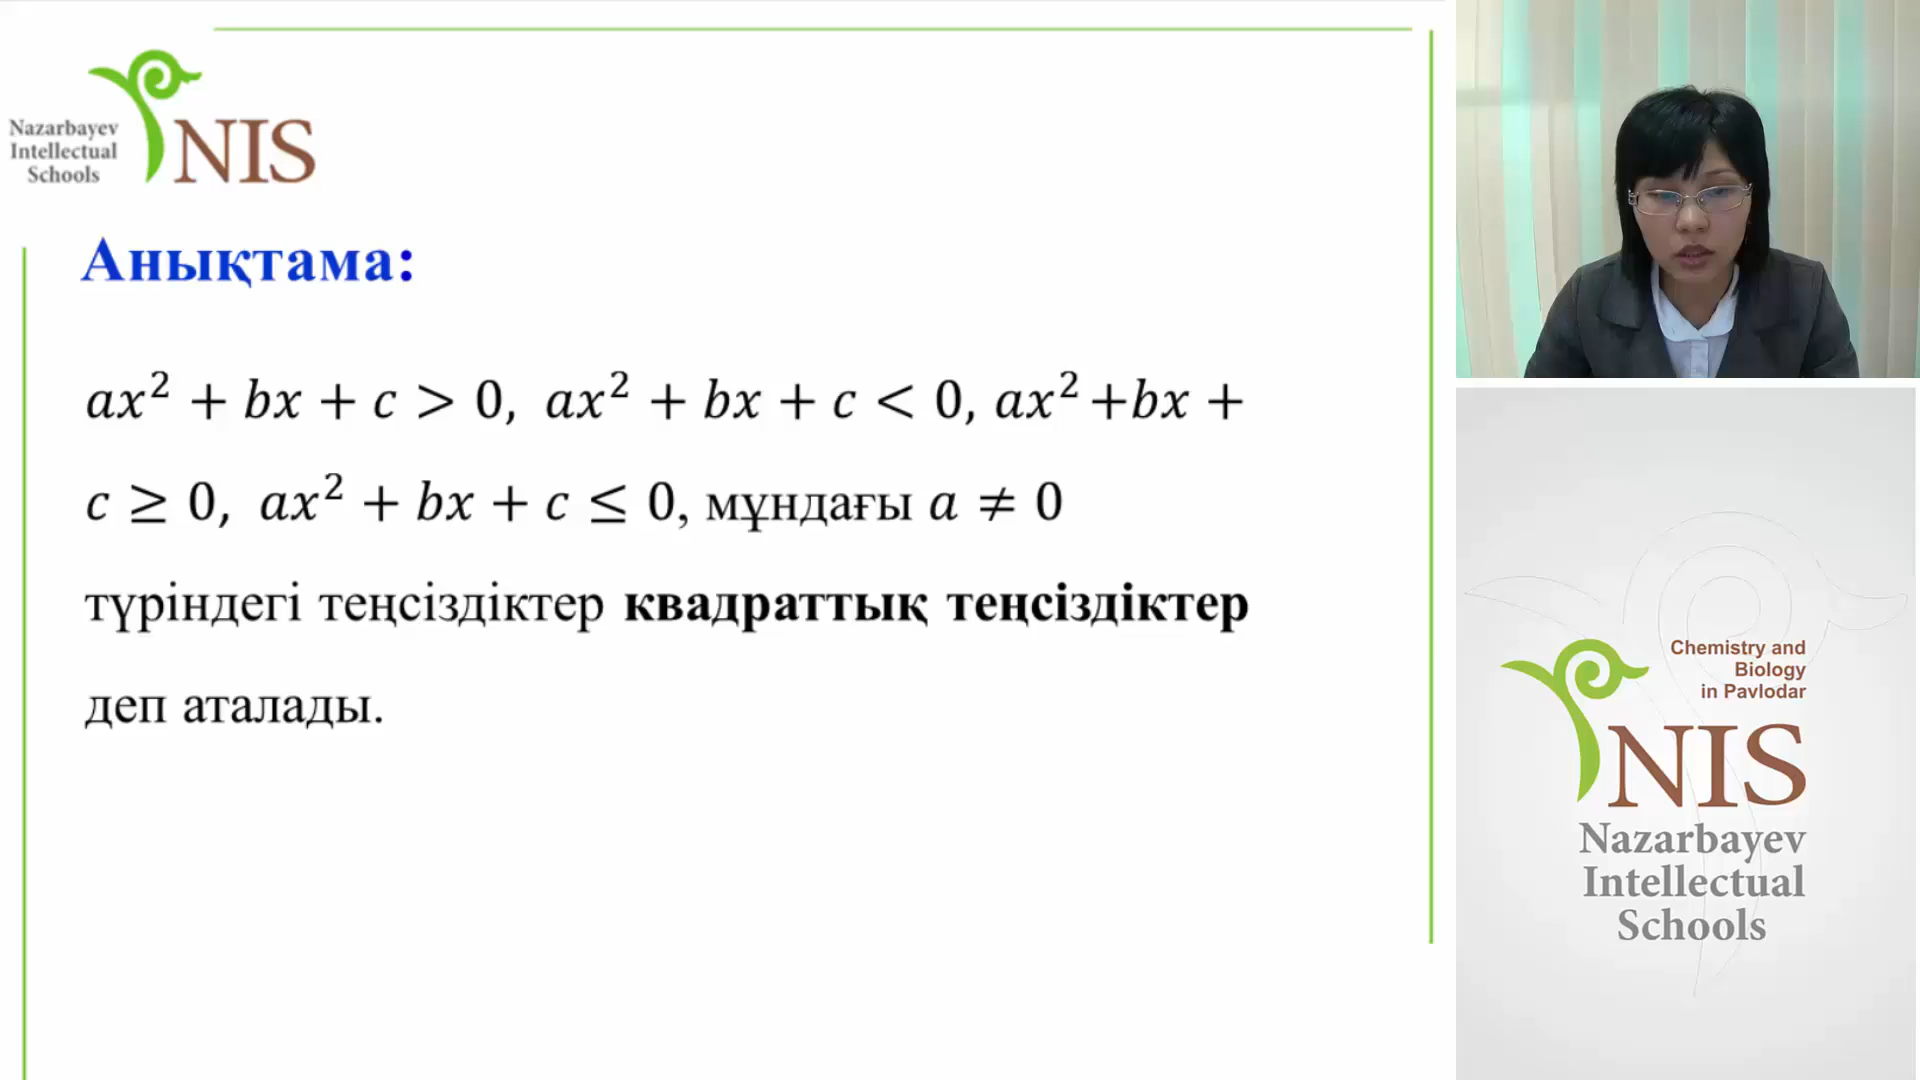 Nazarbayev
Intellectual
Schools
NIS
Анықтама:
ax² + bx + c > 0, ax² + bx + c < 0, ax² +bx +
c ≥ 0, ax² + bx + c ≤ 0, мұндағы a ≠ 0
түріндегі теңсіздіктер квадраттық теңсіздіктер
деп аталады.
Chemistry and
Biology
in Pavlodar
NIS
Nazarbayev
Intellectual
Schools